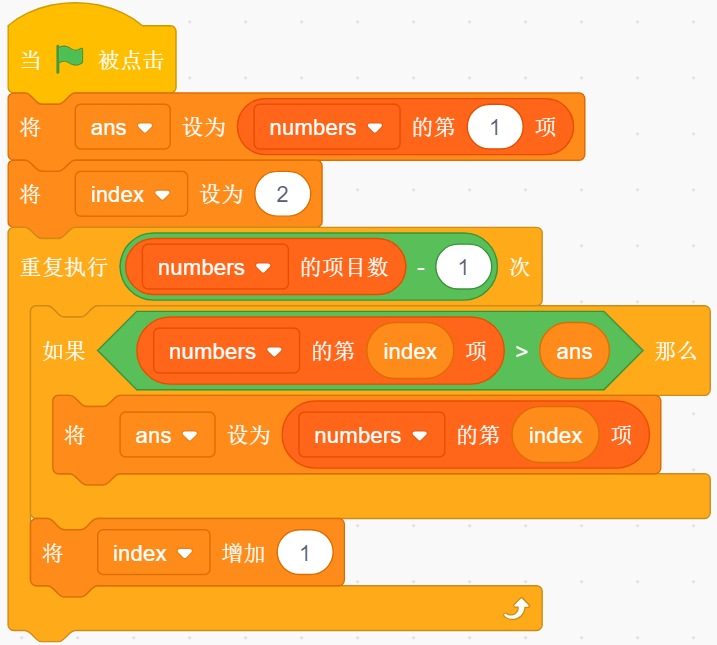 当 被点击
将 ans 设为 numbers 的第 1 项
将 index 设为 2
重复执行 numbers 的项目数 - 1 次
如果 numbers 的第 index 项 > ans 那么
将 ans 设为 numbers 的第 index 项
将 index 增加 1